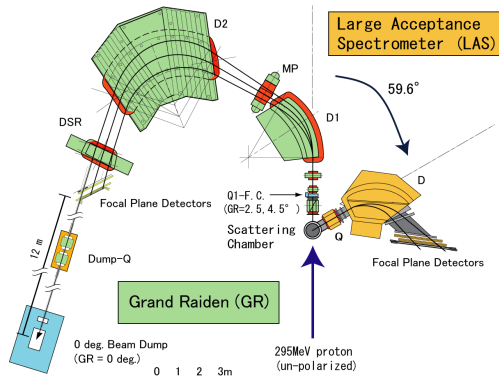 D2
Large Acceptance
Spectrometer (LAS)
MP
59.6°
D1
DSR
Q1-F.C.
(GR=2.5, 4.5°)
D
Focal Plane Detectors
Scattering
Chamber
Q
12 m
Dump-Q
Focal Plane Detectors
Grand Raiden (GR)
0 deg. Beam Dump
(GR = 0 deg.)
295MeV proton
(un-polarized)
0 1 2 3m